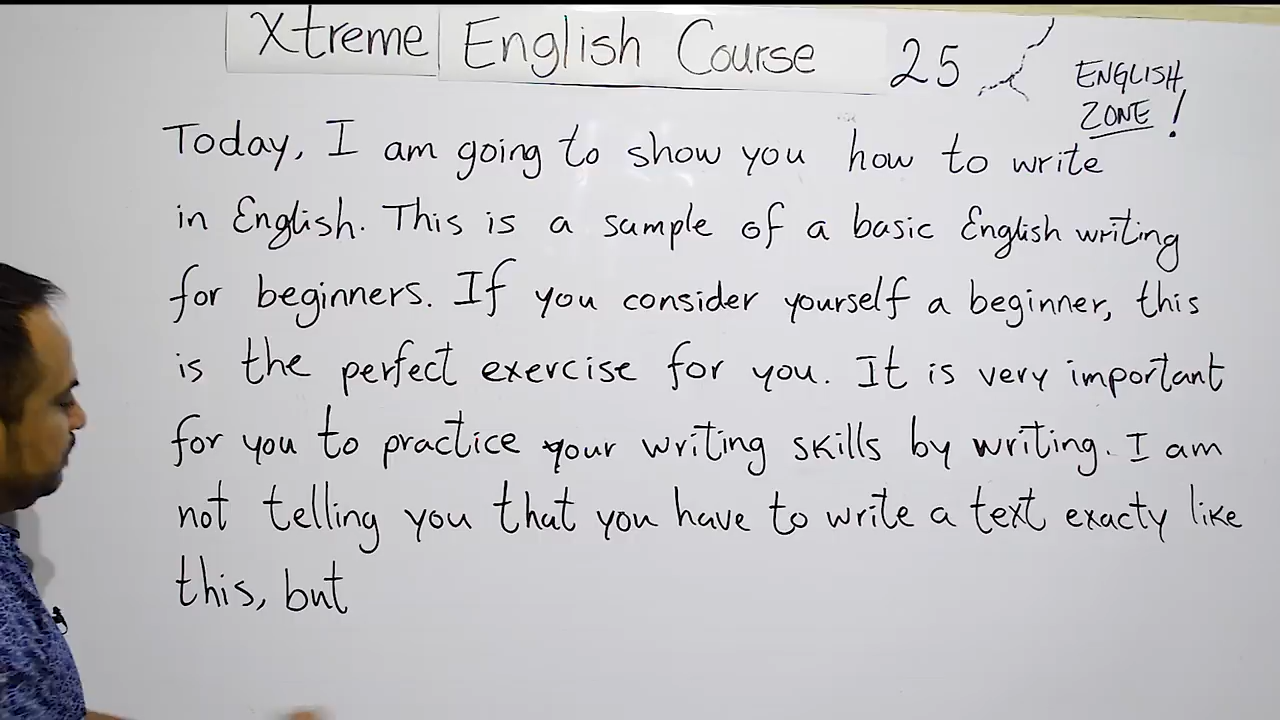 Xtreme English Course 25
ENGLISH
ZONE!
Today, I am going to show you how to write
in English. This is a sample of a basic English writing
for beginners. If you consider yourself a beginner, this
is the perfect exercise for you. It is very important
for you to practice your writing skills by writing. I am
not telling you that you have to write a text exacty like
this, but